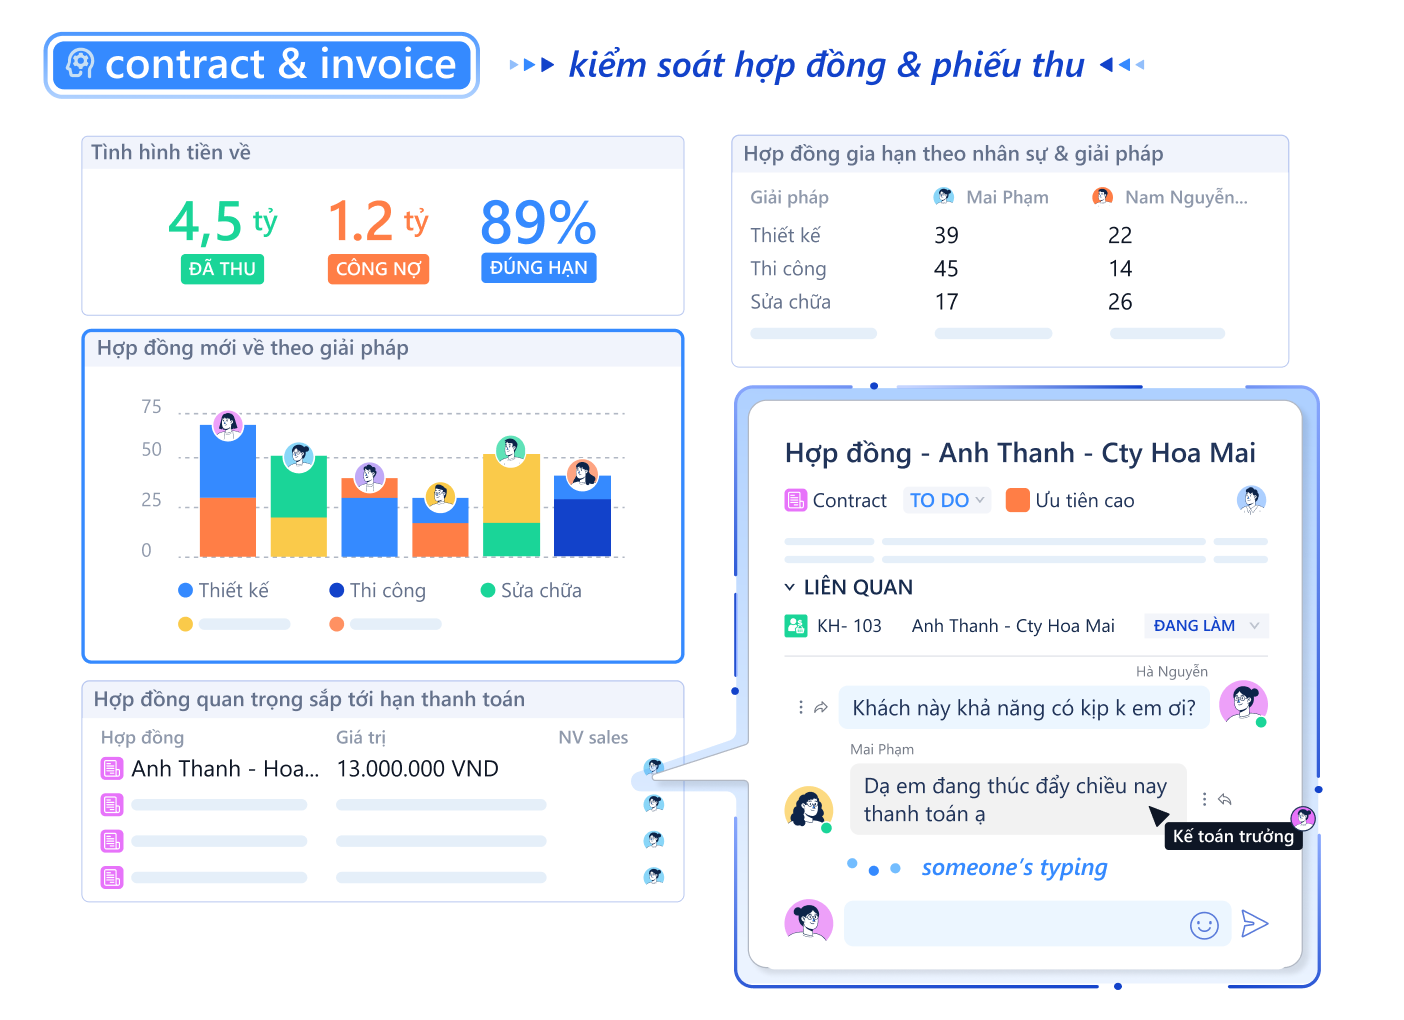 contract & invoice
kiểm soát hợp đồng & phiếu thu
Tình hình tiền về
4,5 tỷ 1.2 tỷ 89%
ĐÃ THU CÔNG NỢ ĐÚNG HẠN
Hợp đồng mới về theo giải pháp
75
50
25
0
Thiết kế Thi công Sửa chữa
Hợp đồng quan trọng sắp tới hạn thanh toán
Hợp đồng Giá trị NV sales
Anh Thanh - Hoa... 13.000.000 VND
Hợp đồng gia hạn theo nhân sự & giải pháp
Giải pháp Mai Phạm Nam Nguyễn...
Thiết kế 39 22
Thi công 45 14
Sửa chữa 17 26
Hợp đồng - Anh Thanh - Cty Hoa Mai
Contract TO DO Ưu tiên cao
LIÊN QUAN
KH- 103 Anh Thanh - Cty Hoa Mai ĐANG LÀM
Hà Nguyễn
Khách này khả năng có kịp k em ơi?
Mai Phạm
Dạ em đang thúc đẩy chiều nay
thanh toán ạ
Kế toán trưởng
someone's typing